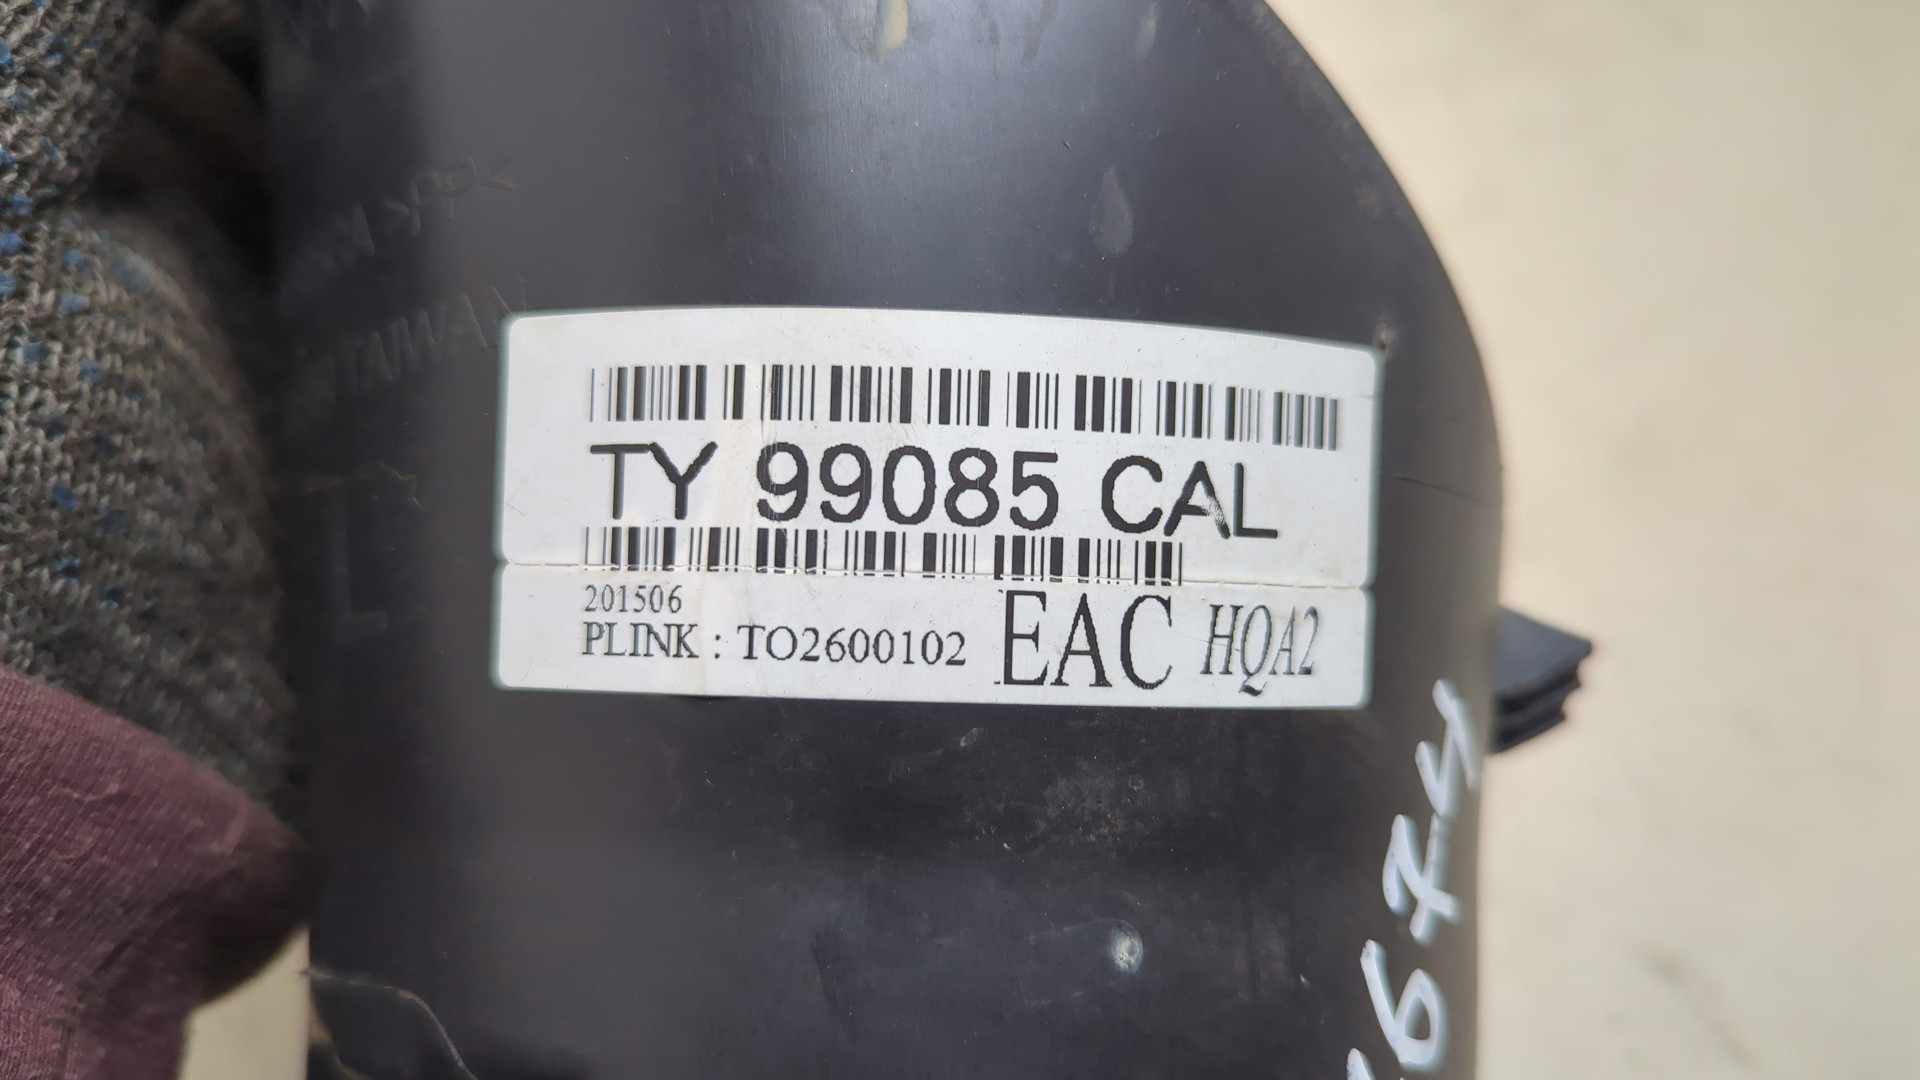 TY 99085 CAL
201506
PLINK : TO2600102 EAC HQA2